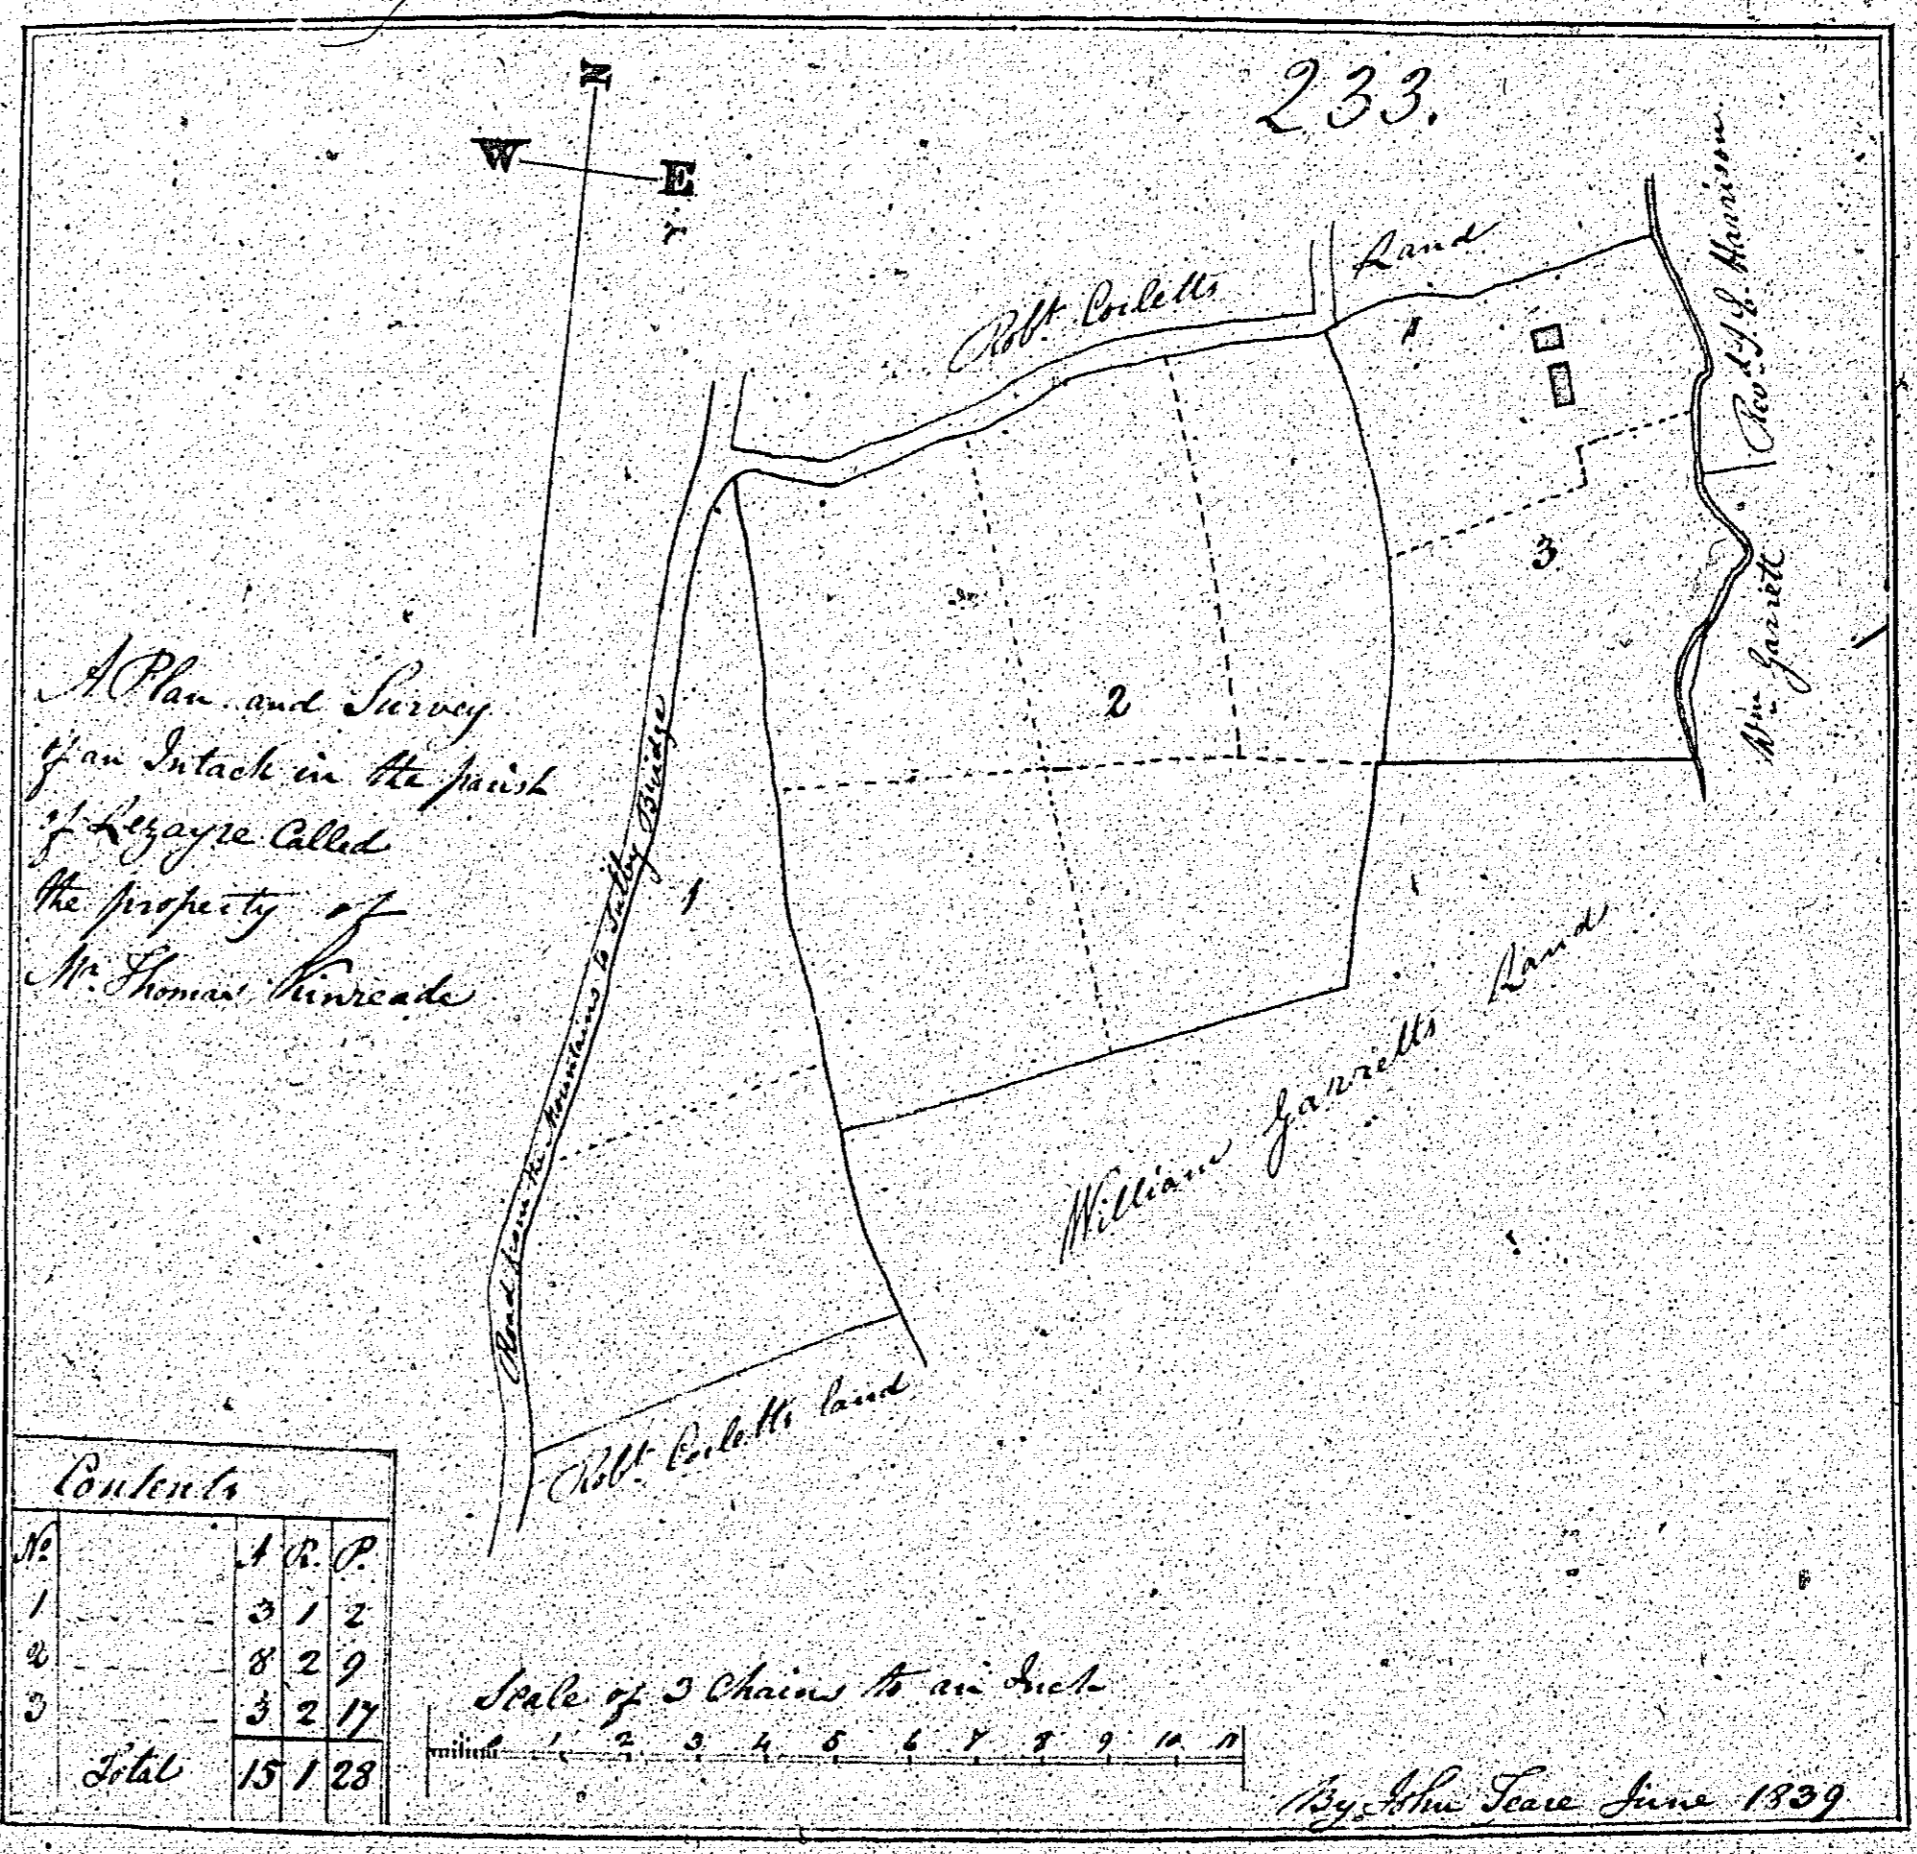 233.
N
W
E
Robt. Corletts
Land
Revd. J. E. Harrison
1
3
Wm Garrett
2
A Plan and Survey
of an Intack in the parish
of Lezayre Called
the property of
Mr. Thomas Kinreade
Road from the Mountains to Sulby Bridge
1
William Garretts Land
Robt. Corletts land
Contents
No A R. P.
1 3 1 2
2 8 2 9
3 3 2 17
Total 15 1 28
Scale of 3 Chains to an Inch
1 2 3 4 5 6 7 8 9 10 11
By John Teare June 1839